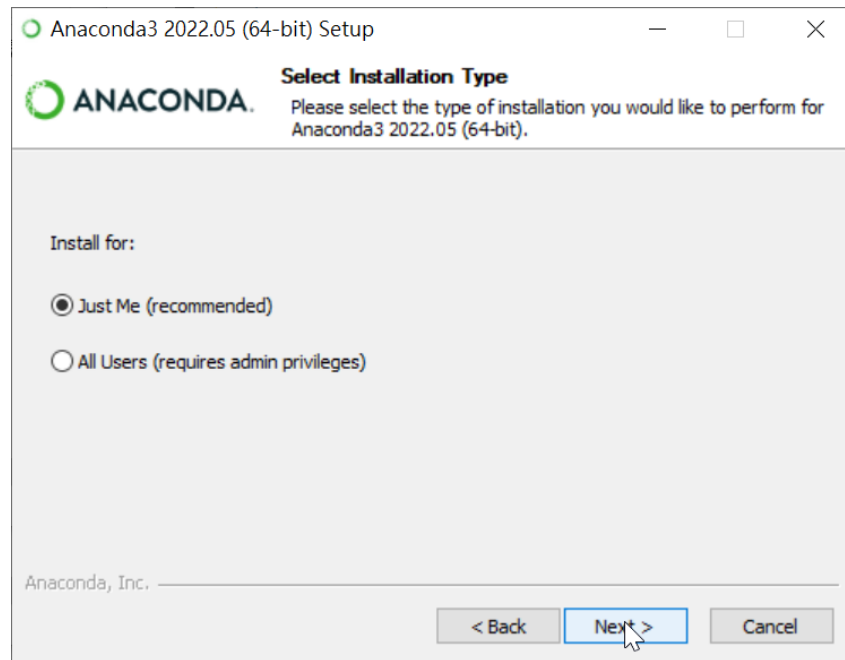 Anaconda3 2022.05 (64-bit) Setup
ANACONDA.
Select Installation Type
Please select the type of installation you would like to perform for
Anaconda3 2022.05 (64-bit).
Install for:
Just Me (recommended)
All Users (requires admin privileges)
Anaconda, Inc.
< Back
Next >
Cancel